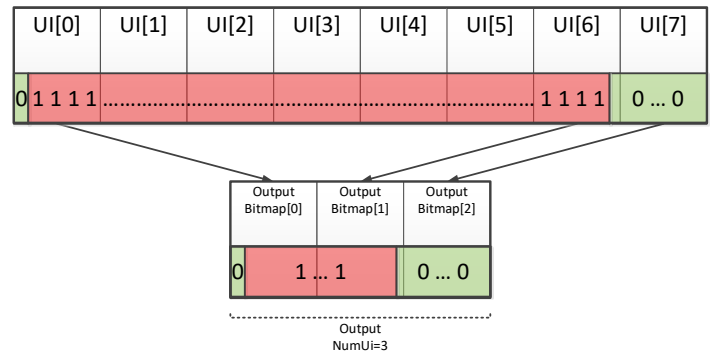 UI[0] UI[1] UI[2] UI[3] UI[4] UI[5] UI[6] UI[7]
0 1 1 1 1 ........................................................................................................ 1 1 1 1 0 ... 0
Output Output Output
Bitmap[0] Bitmap[1] Bitmap[2]
0 1 ... 1 0 ... 0
Output
NumUi=3